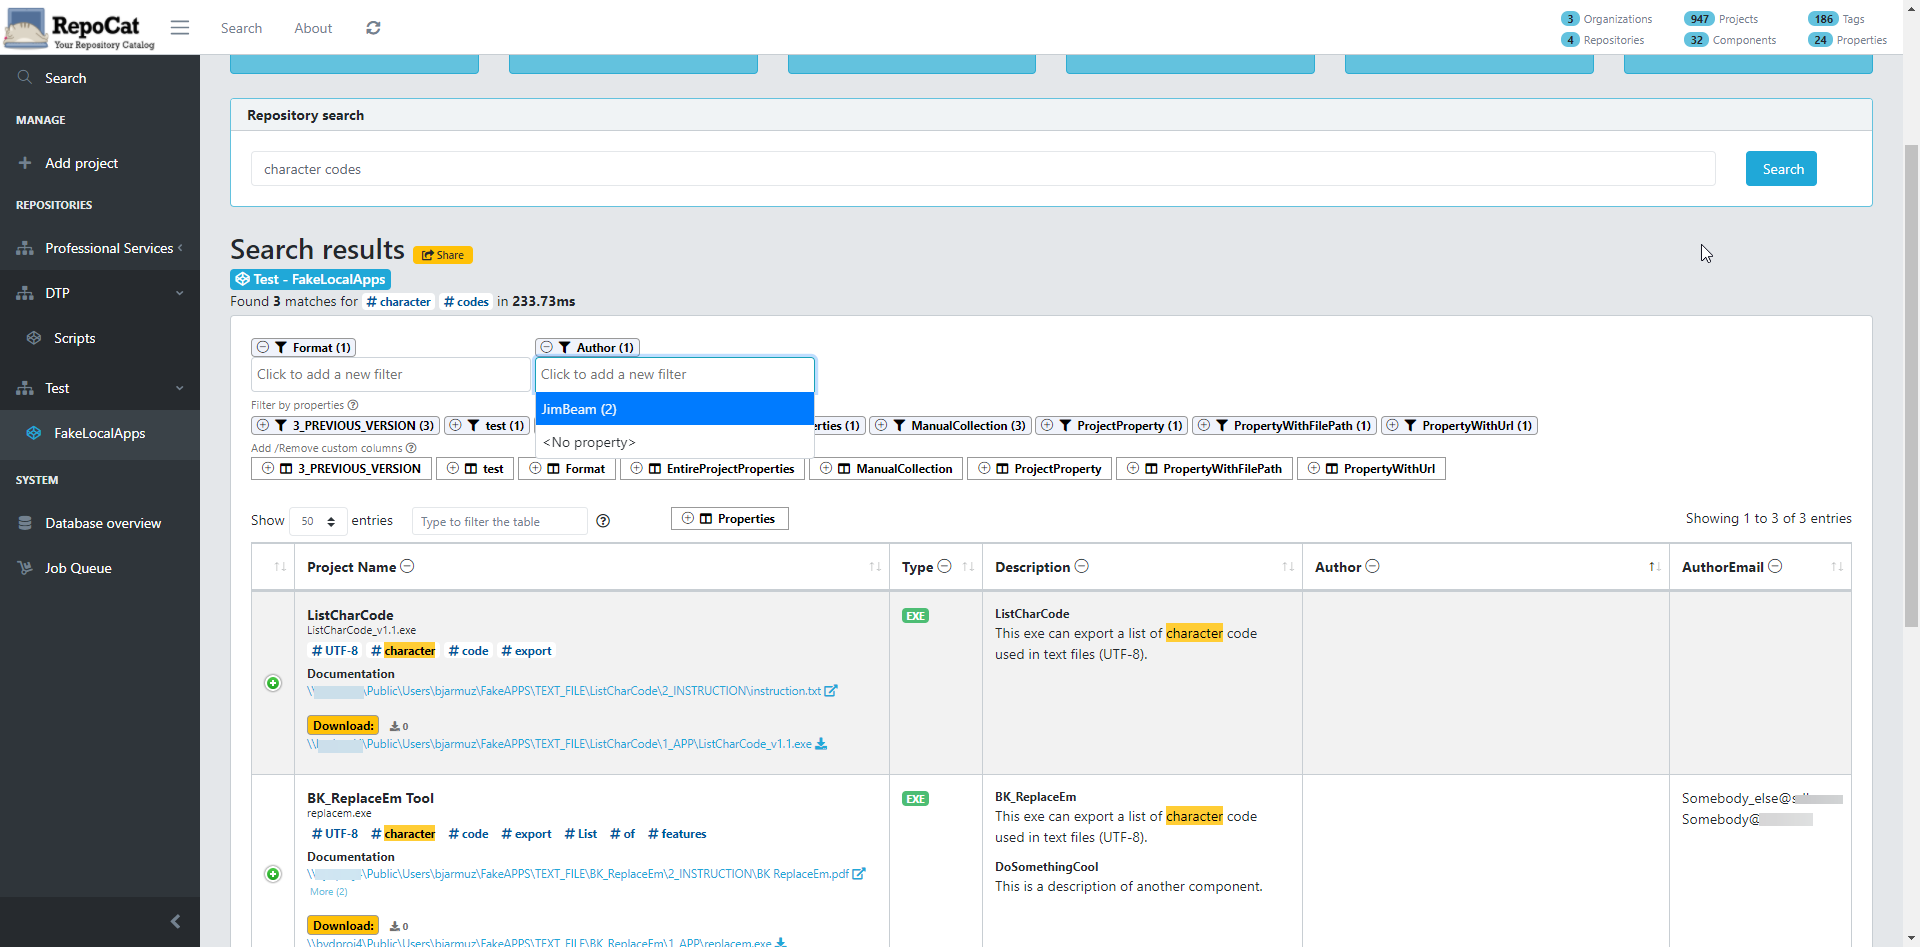 RepoCat
Your Repository Catalog
Search
About
3 Organizations
947 Projects
186 Tags
4 Repositories
32 Components
24 Properties
Search
MANAGE
Add project
REPOSITORIES
Professional Services
DTP
Scripts
Test
FakeLocalApps
SYSTEM
Database overview
Job Queue
Repository search
character codes
Search
Search results
Share
Test - FakeLocalApps
Found 3 matches for # character # codes in 233.73ms
Format (1)
Author (1)
Click to add a new filter
Click to add a new filter
JimBeam (2)
<No property>
Filter by properties
3_PREVIOUS_VERSION (3)
test (1)
erties (1)
ManualCollection (3)
ProjectProperty (1)
PropertyWithFilePath (1)
PropertyWithUrl (1)
Add /Remove custom columns
3_PREVIOUS_VERSION
test
Format
EntireProjectProperties
ManualCollection
ProjectProperty
PropertyWithFilePath
PropertyWithUrl
Show 50 entries
Type to filter the table
Properties
Showing 1 to 3 of 3 entries
Project Name
Type
Description
Author
AuthorEmail
ListCharCode
ListCharCode_v1.1.exe
# UTF-8 # character # code # export
Documentation
\\ \Public\Users\bjarmuz\FakeAPPS\TEXT_FILE\ListCharCode\2_INSTRUCTION\instruction.txt
Download: 0
\\ \Public\Users\bjarmuz\FakeAPPS\TEXT_FILE\ListCharCode\1_APP\ListCharCode_v1.1.exe
EXE
ListCharCode
This exe can export a list of character code
used in text files (UTF-8).
BK_ReplaceEm Tool
replacem.exe
# UTF-8 # character # code # export # List # of # features
Documentation
\\ \Public\Users\bjarmuz\FakeAPPS\TEXT_FILE\BK_ReplaceEm\2_INSTRUCTION\BK ReplaceEm.pdf
More (2)
Download: 0
\\bydproj4\Public\Users\bjarmuz\FakeAPPS\TEXT_FILE\BK_ReplaceEm\1_APP\replacem.exe
EXE
BK_ReplaceEm
This exe can export a list of character code
used in text files (UTF-8).
DoSomethingCool
This is a description of another component.
Somebody_else@
Somebody@